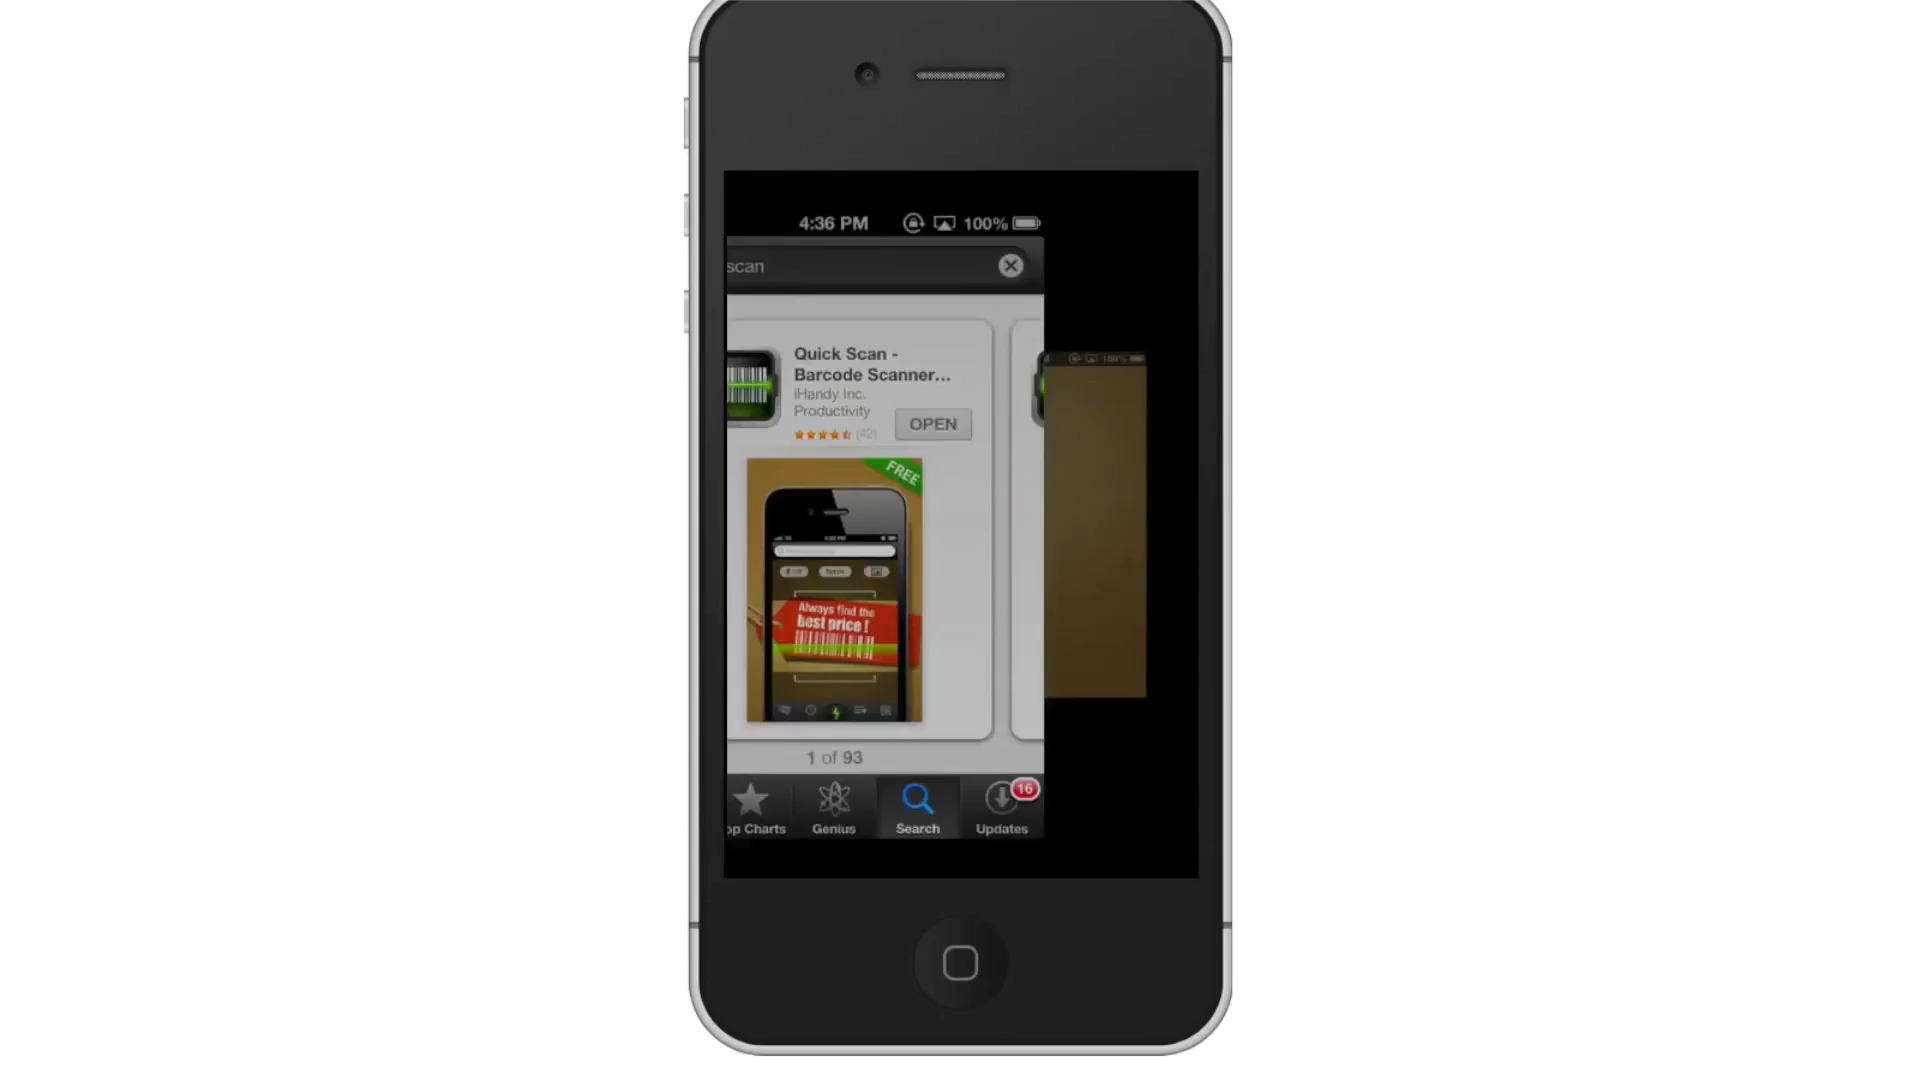 4:36 PM 100%
scan
Quick Scan -
Barcode Scanner...
iHandy Inc.
Productivity
(42)
OPEN
FREE
Always find the
best price!
1 of 93
16
op Charts Genius Search Updates
100%